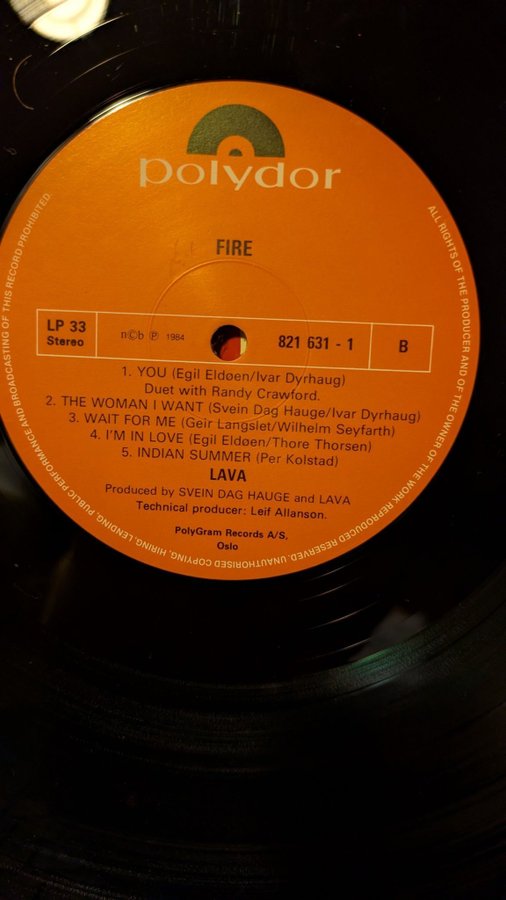 polydor
FIRE
LP 33
Stereo
n©b ℗ 1984
821 631 - 1
B
1. YOU (Egil Eldøen/Ivar Dyrhaug)
Duet with Randy Crawford.
2. THE WOMAN I WANT (Svein Dag Hauge/Ivar Dyrhaug)
3. WAIT FOR ME (Geir Langslet/Wilhelm Seyfarth)
4. I'M IN LOVE (Egil Eldøen/Thore Thorsen)
5. INDIAN SUMMER (Per Kolstad)
LAVA
Produced by SVEIN DAG HAUGE and LAVA
Technical producer: Leif Allanson.
PolyGram Records A/S,
Oslo
ALL RIGHTS OF THE PRODUCER AND OF THE OWNER OF THE WORK REPRODUCED RESERVED. UNAUTHORISED COPYING, HIRING, LENDING, PUBLIC PERFORMANCE AND BROADCASTING OF THIS RECORD PROHIBITED.